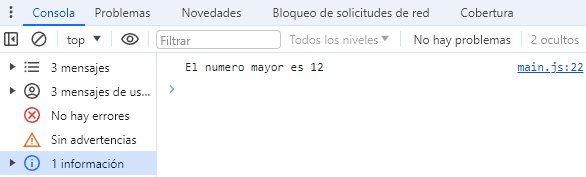 Consola Problemas Novedades Bloqueo de solicitudes de red Cobertura
top Filtrar Todos los niveles No hay problemas 2 ocultos
3 mensajes
3 mensajes de us...
No hay errores
Sin advertencias
1 información
El numero mayor es 12 main.js:22